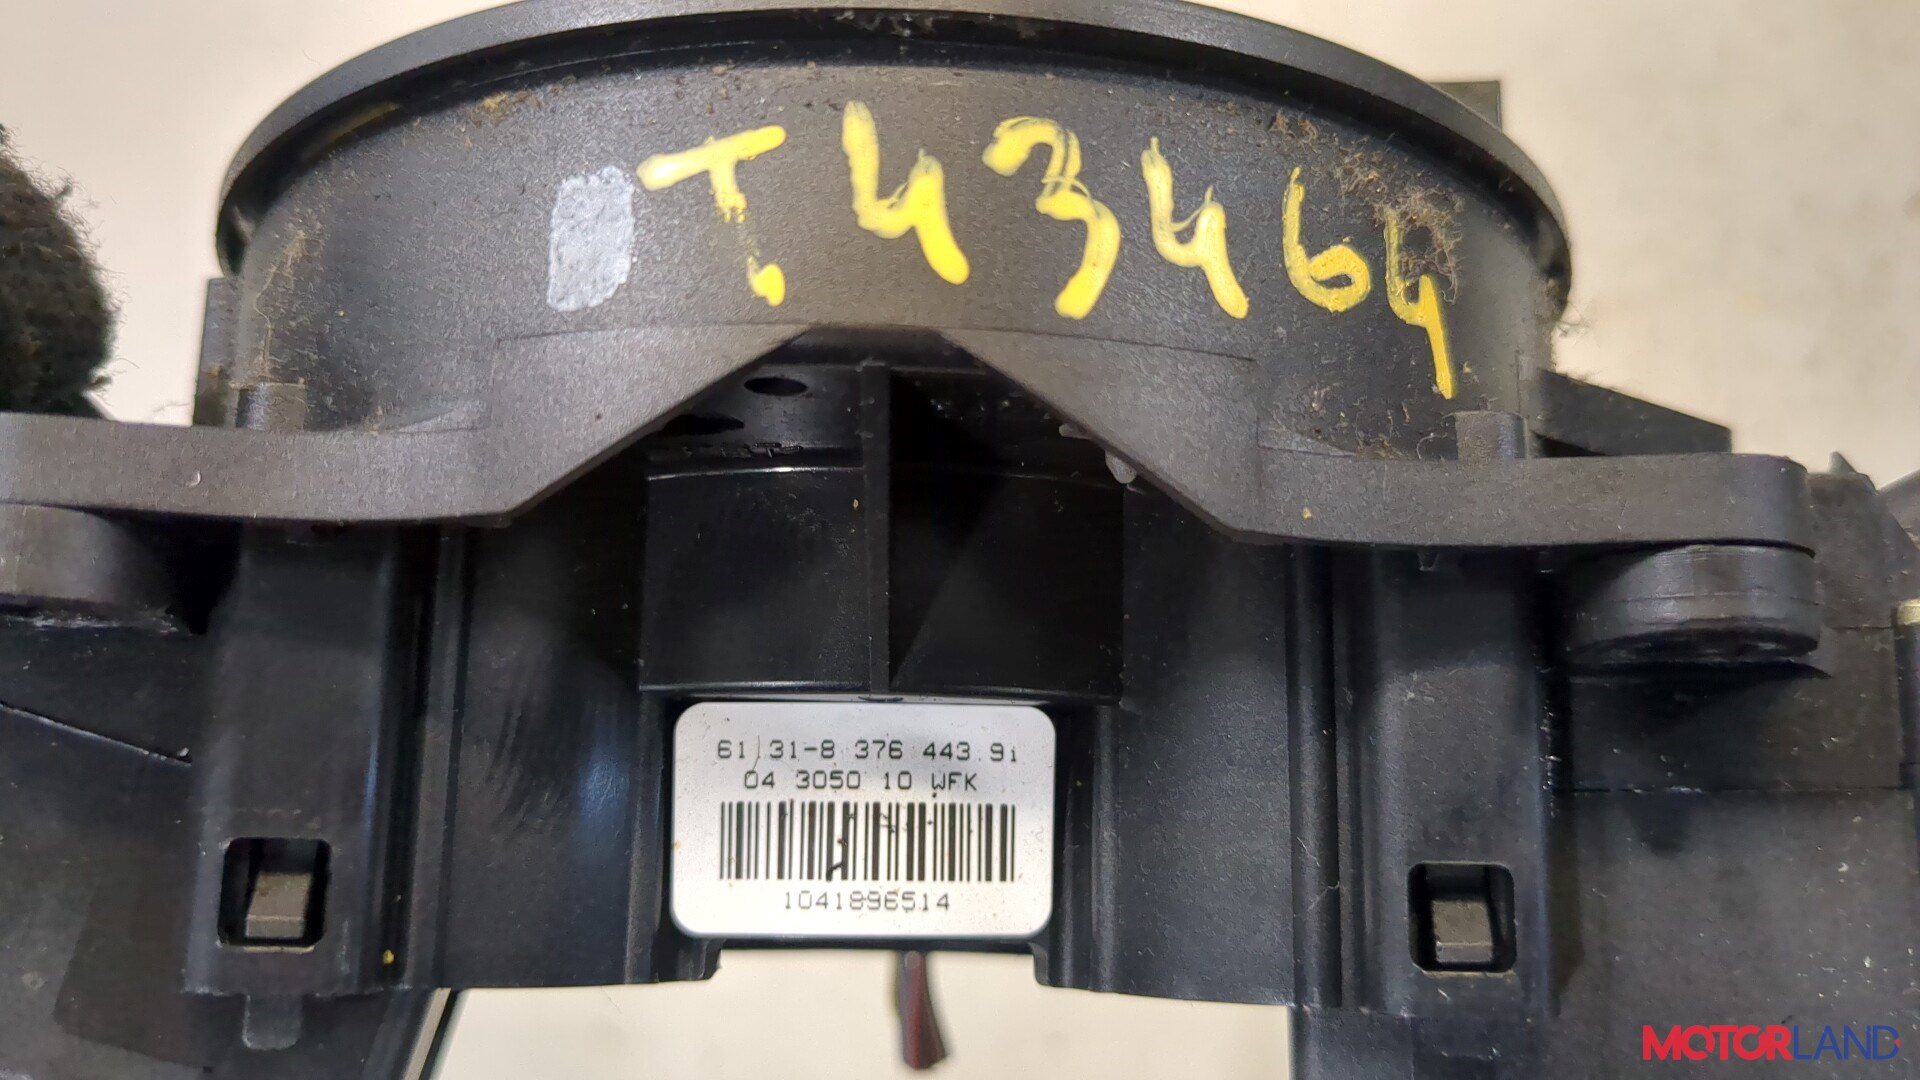 T.43464
61 31-8 376 443.9i
04 3050 10 WFK
1041896514
MOTORLAND